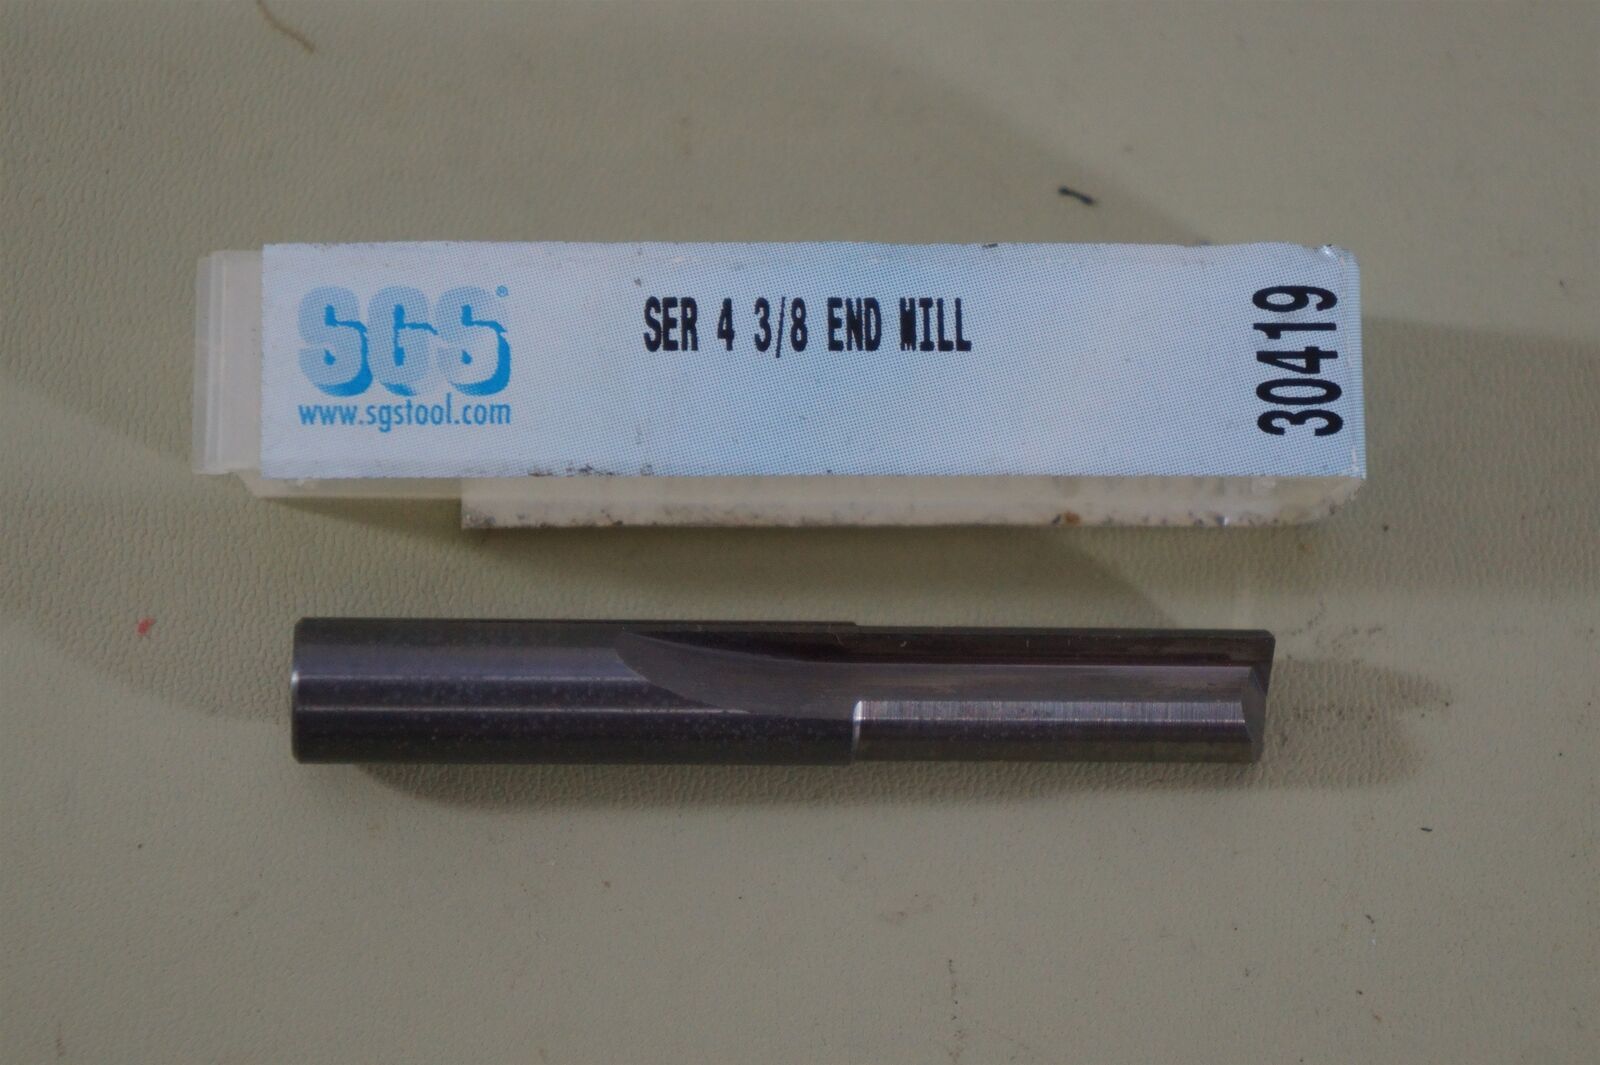 SGS®
www.sgstool.com
SER 4 3/8 END MILL
30419